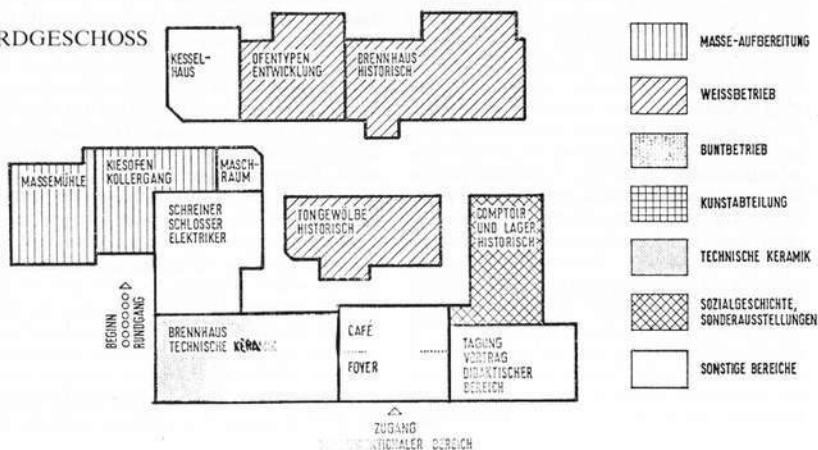 RDGESCHOSS
KESSEL-
HAUS
OFENTYPEN
ENTWICKLUNG
BRENNHAUS
HISTORISCH
MASSEMÜHLE
KIESOFEN
KOLLERGANG
MASCH-
RAUM
SCHREINER
SCHLOSSER
ELEKTRIKER
TONGEWÖLBE
HISTORISCH
COMPTOIR
UND LAGER
HISTORISCH
BEGINN
RUNDGANG
BRENNHAUS
TECHNISCHE
CAFÉ
FOYER
TAGUNG
VORTRAG
DIDAKTISCHER
BEREICH
ZUGANG
BEREICH
MASSE-AUFBEREITUNG
WEISSBETRIEB
BUNTBETRIEB
KUNSTABTEILUNG
TECHNISCHE KERAMIK
SOZIALGESCHICHTE,
SONDERAUSSTELLUNGEN
SONSTIGE BEREICHE